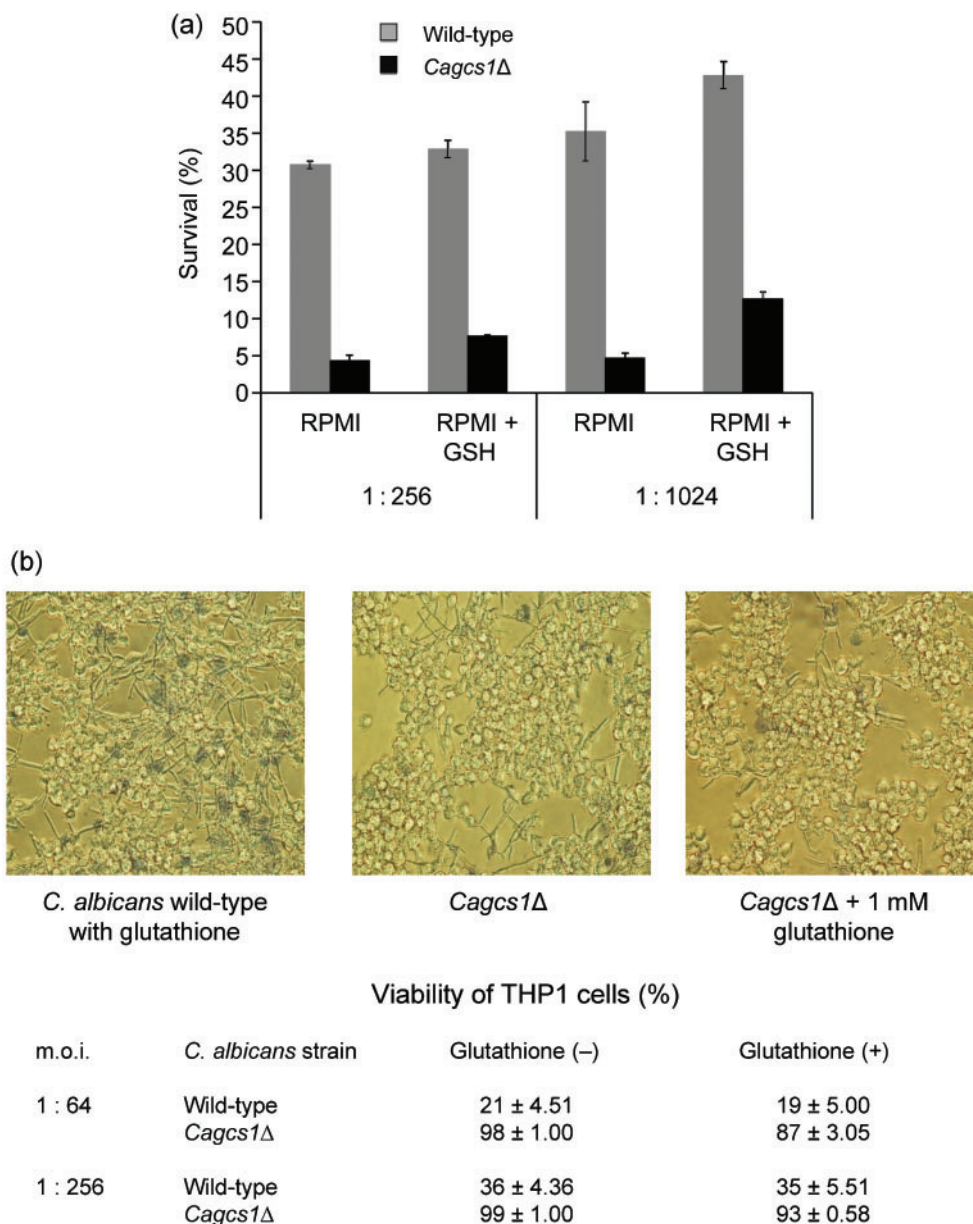 (a)
Wild-type
Cagcs1Δ
Survival (%)
50
45
40
35
30
25
20
15
10
5
0
RPMI RPMI + GSH RPMI RPMI + GSH
1 : 256 1 : 1024
(b)
C. albicans wild-type with glutathione
Cagcs1Δ
Cagcs1Δ + 1 mM glutathione
Viability of THP1 cells (%)
m.o.i. C. albicans strain Glutathione (–) Glutathione (+)
1 : 64 Wild-type 21 ± 4.51 19 ± 5.00
Cagcs1Δ 98 ± 1.00 87 ± 3.05
1 : 256 Wild-type 36 ± 4.36 35 ± 5.51
Cagcs1Δ 99 ± 1.00 93 ± 0.58